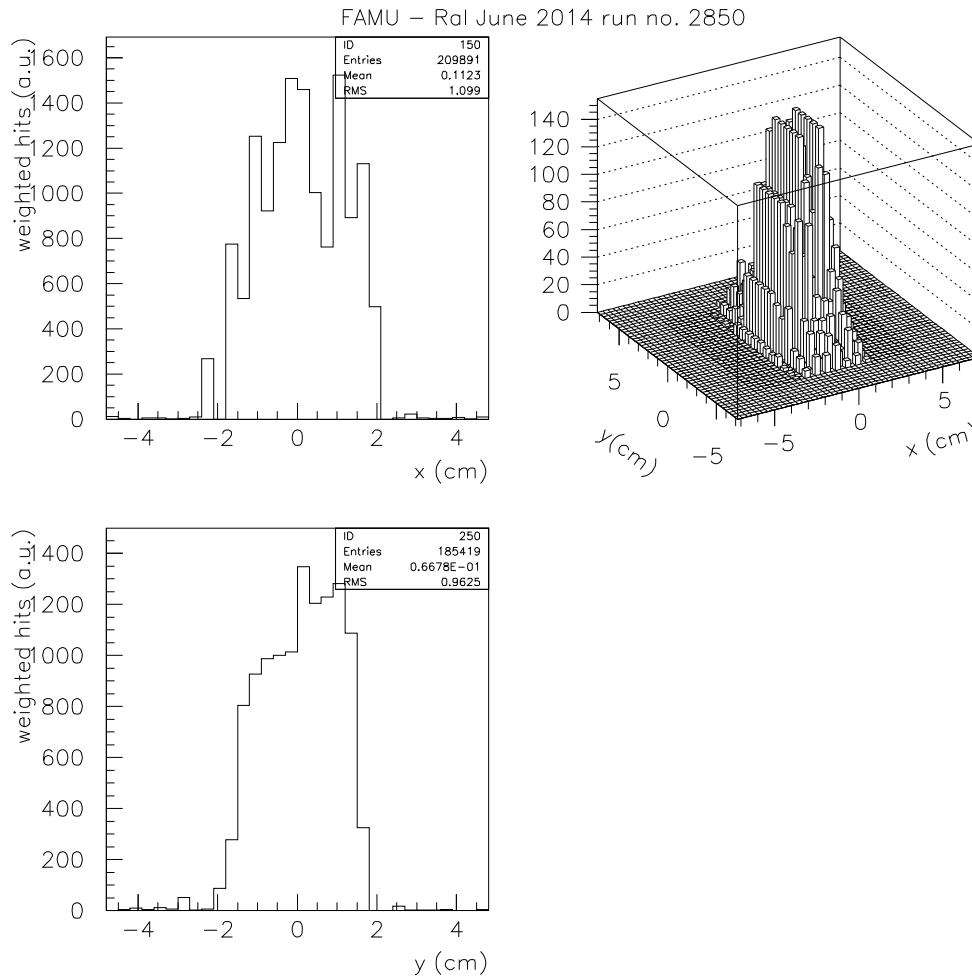 FAMU – Ral June 2014 run no. 2850
ID 150
Entries 209891
Mean 0.1123
RMS 1.099
weighted hits (a.u.)
1600
1400
1200
1000
800
600
400
200
0
−4 −2 0 2 4
x (cm)
140
120
100
80
60
40
20
0
5
0
−5
y(cm)
−5
0
5
x (cm)
ID 250
Entries 185419
Mean 0.6678E−01
RMS 0.9625
weighted hits (a.u.)
1400
1200
1000
800
600
400
200
0
−4 −2 0 2 4
y (cm)